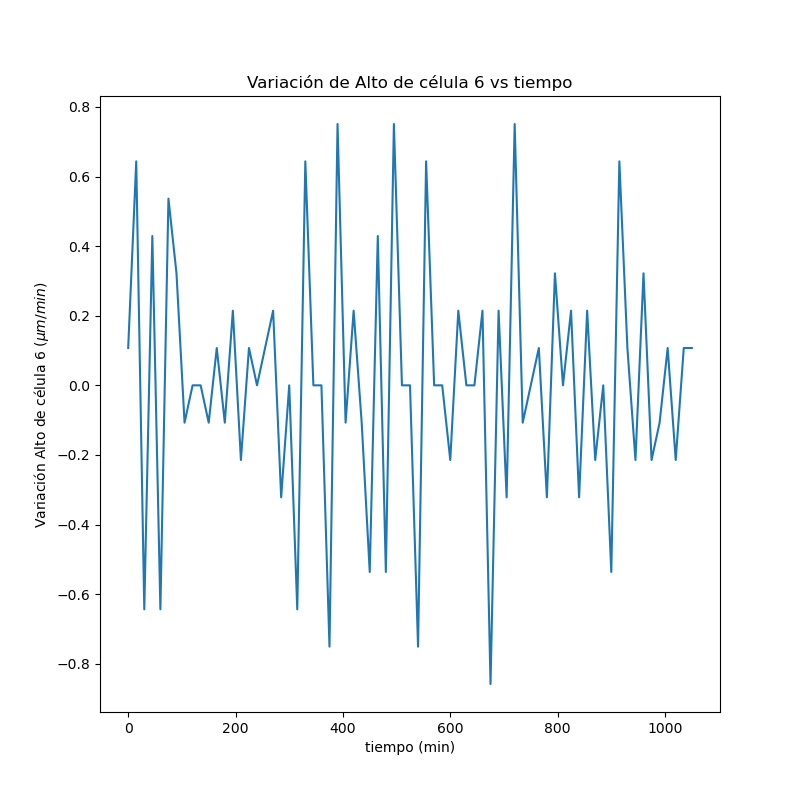 Variación de Alto de célula 6 vs tiempo
0.8
0.6
0.4
0.2
0.0
−0.2
−0.4
−0.6
−0.8
Variación Alto de célula 6 (μm/min)
0 200 400 600 800 1000
tiempo (min)